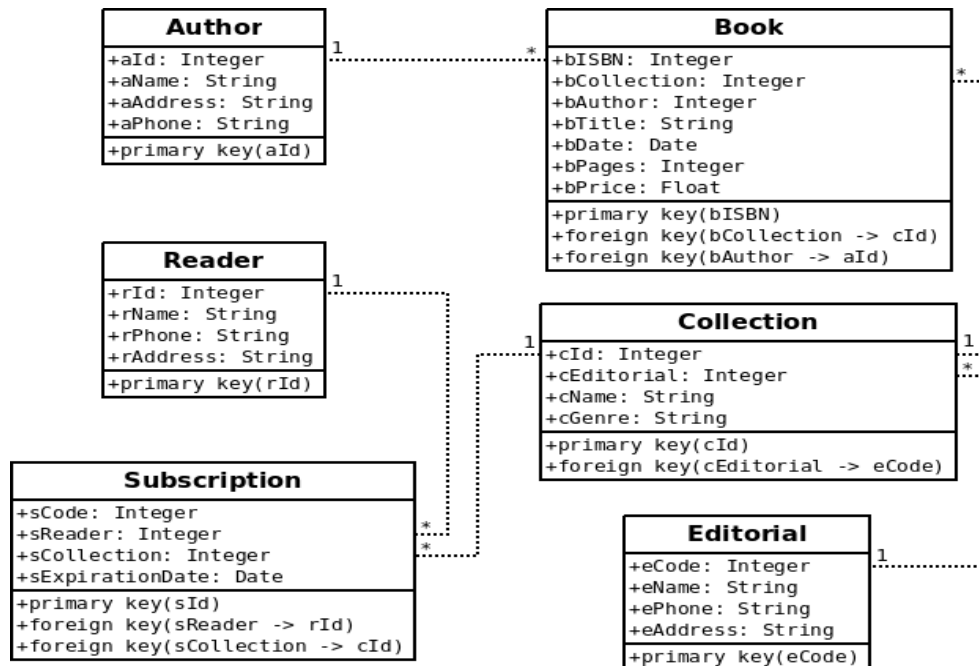 Author
+aId: Integer
+aName: String
+aAddress: String
+aPhone: String
+primary key(aId)
1
*
Book
+bISBN: Integer
+bCollection: Integer
+bAuthor: Integer
+bTitle: String
+bDate: Date
+bPages: Integer
+bPrice: Float
+primary key(bISBN)
+foreign key(bCollection -> cId)
+foreign key(bAuthor -> aId)
*
Reader
+rId: Integer
+rName: String
+rPhone: String
+rAddress: String
+primary key(rId)
1
1
Collection
+cId: Integer
+cEditorial: Integer
+cName: String
+cGenre: String
+primary key(cId)
+foreign key(cEditorial -> eCode)
1
*
Subscription
+sCode: Integer
+sReader: Integer
+sCollection: Integer
+sExpirationDate: Date
+primary key(sId)
+foreign key(sReader -> rId)
+foreign key(sCollection -> cId)
*
*
Editorial
+eCode: Integer
+eName: String
+ePhone: String
+eAddress: String
+primary key(eCode)
1